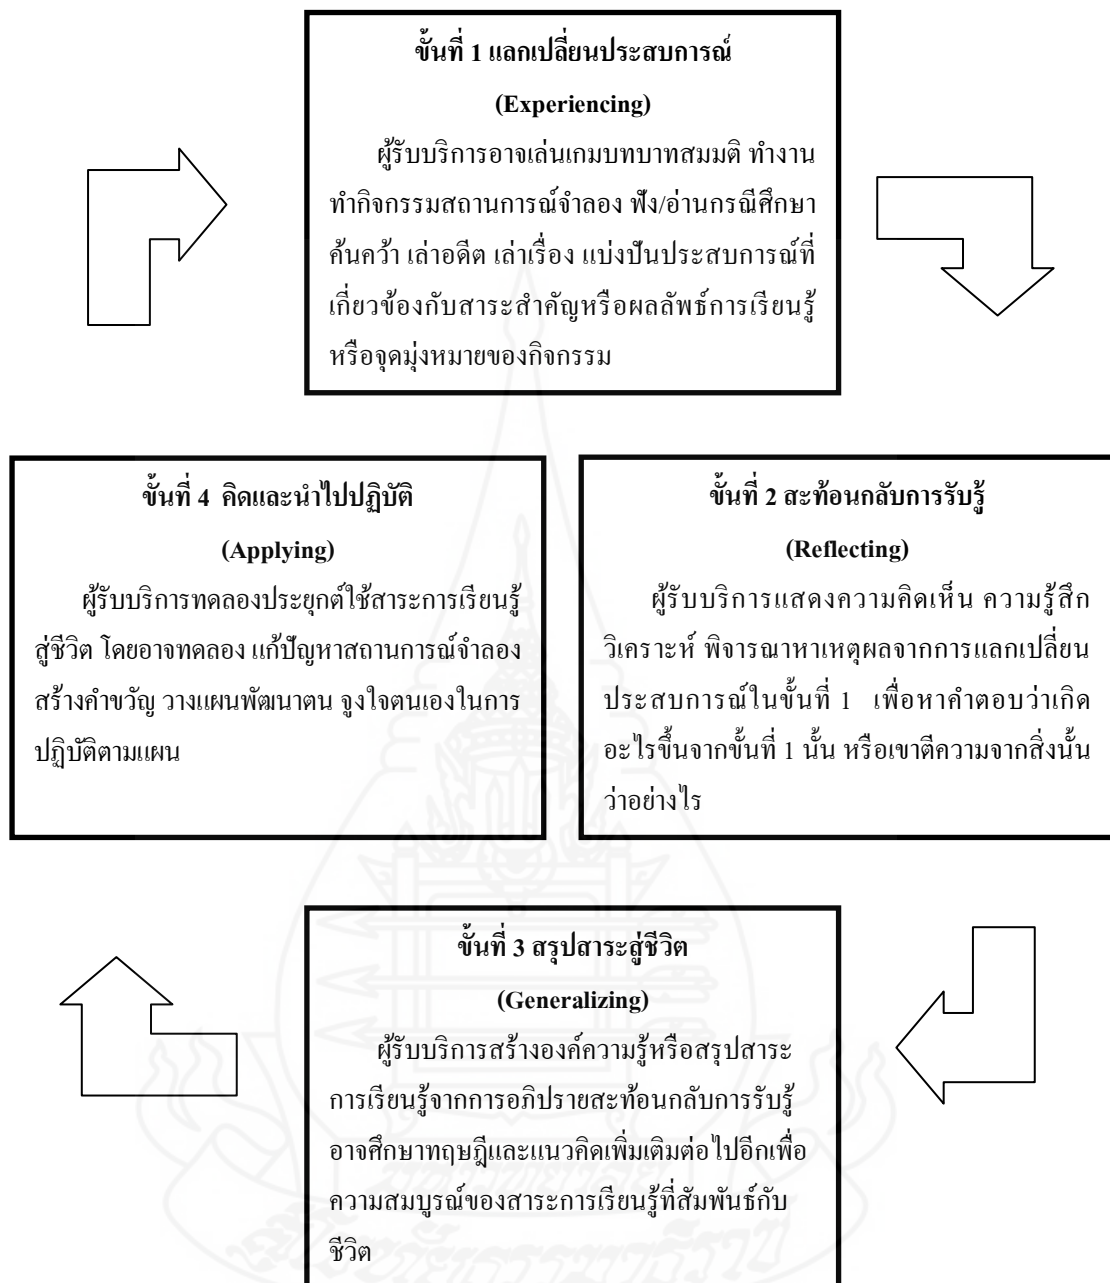 ขั้นที่ 1 แลกเปลี่ยนประสบการณ์
(Experiencing)
ผู้รับบริการอาจเล่นเกมบทบาทสมมติ ทำงาน
ทำกิจกรรมสถานการณ์จำลอง ฟัง/อ่านกรณีศึกษา
ค้นคว้า เล่าอดีต เล่าเรื่อง แบ่งปันประสบการณ์ที่
เกี่ยวข้องกับสาระสำคัญหรือผลลัพธ์การเรียนรู้
หรือจุดมุ่งหมายของกิจกรรม
ขั้นที่ 2 สะท้อนกลับการรับรู้
(Reflecting)
ผู้รับบริการแสดงความคิดเห็น ความรู้สึก
วิเคราะห์ พิจารณาหาเหตุผลจากการแลกเปลี่ยน
ประสบการณ์ในขั้นที่ 1 เพื่อหาคำตอบว่าเกิด
อะไรขึ้นจากขั้นที่ 1 นั้น หรือเขาตีความจากสิ่งนั้น
ว่าอย่างไร
ขั้นที่ 3 สรุปสาระสู่ชีวิต
(Generalizing)
ผู้รับบริการสร้างองค์ความรู้หรือสรุปสาระ
การเรียนรู้จากการอภิปรายสะท้อนกลับการรับรู้
อาจศึกษาทฤษฎีและแนวคิดเพิ่มเติมต่อไปอีกเพื่อ
ความสมบูรณ์ของสาระการเรียนรู้ที่สัมพันธ์กับ
ชีวิต
ขั้นที่ 4 คิดและนำไปปฏิบัติ
(Applying)
ผู้รับบริการทดลองประยุกต์ใช้สาระการเรียนรู้
สู่ชีวิต โดยอาจทดลอง แก้ปัญหาสถานการณ์จำลอง
สร้างคำขวัญ วางแผนพัฒนาตน จูงใจตนเองในการ
ปฏิบัติตามแผน